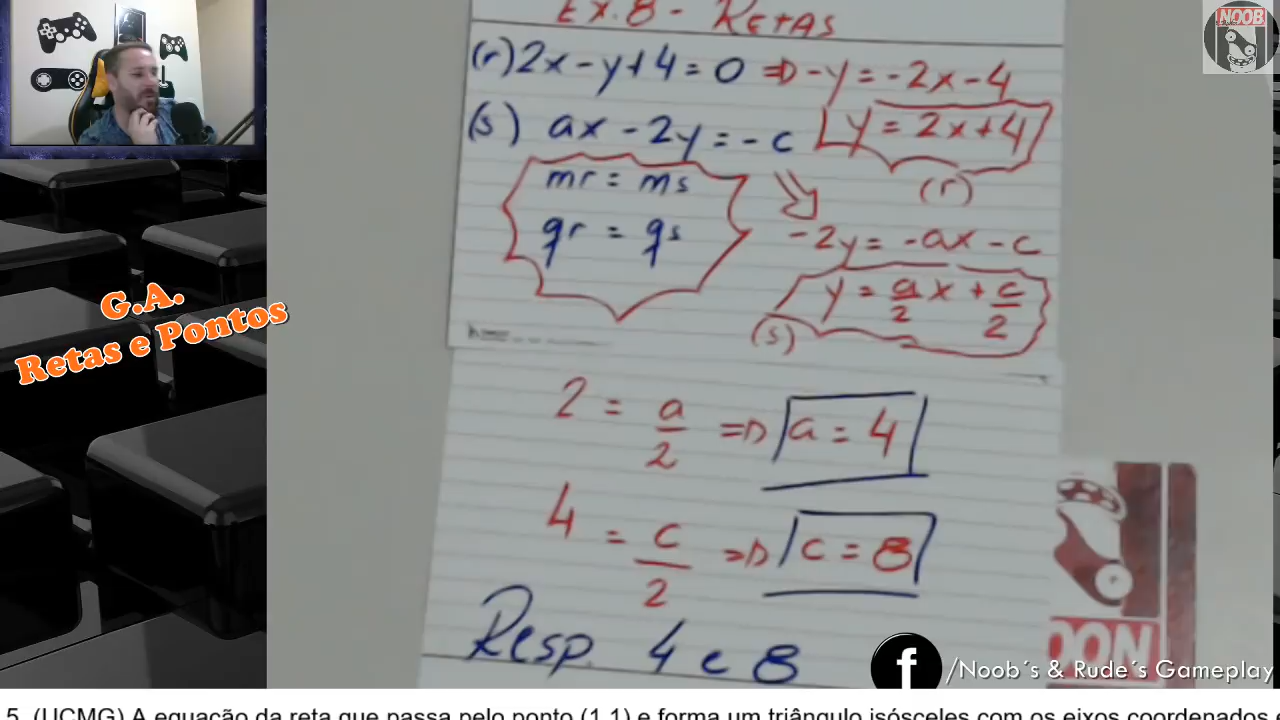 Ex.8 - Retas
(r) 2x - y + 4 = 0 => -y = -2x - 4
y = 2x + 4
(r)
(s) ax - 2y = - c
mr = ms
qr = qs
-2y = -ax - c
y = a/2 x + c/2
(s)
2 = a/2 => a = 4
4 = c/2 => c = 8
Resp. 4 e 8
G.A.
Retas e Pontos
NOOB
OON
f /Noob´s & Rude´s Gameplay
5. (UCMG) A equação da reta que passa pelo ponto (1,1) e forma um triângulo isósceles com os eixos coordenados